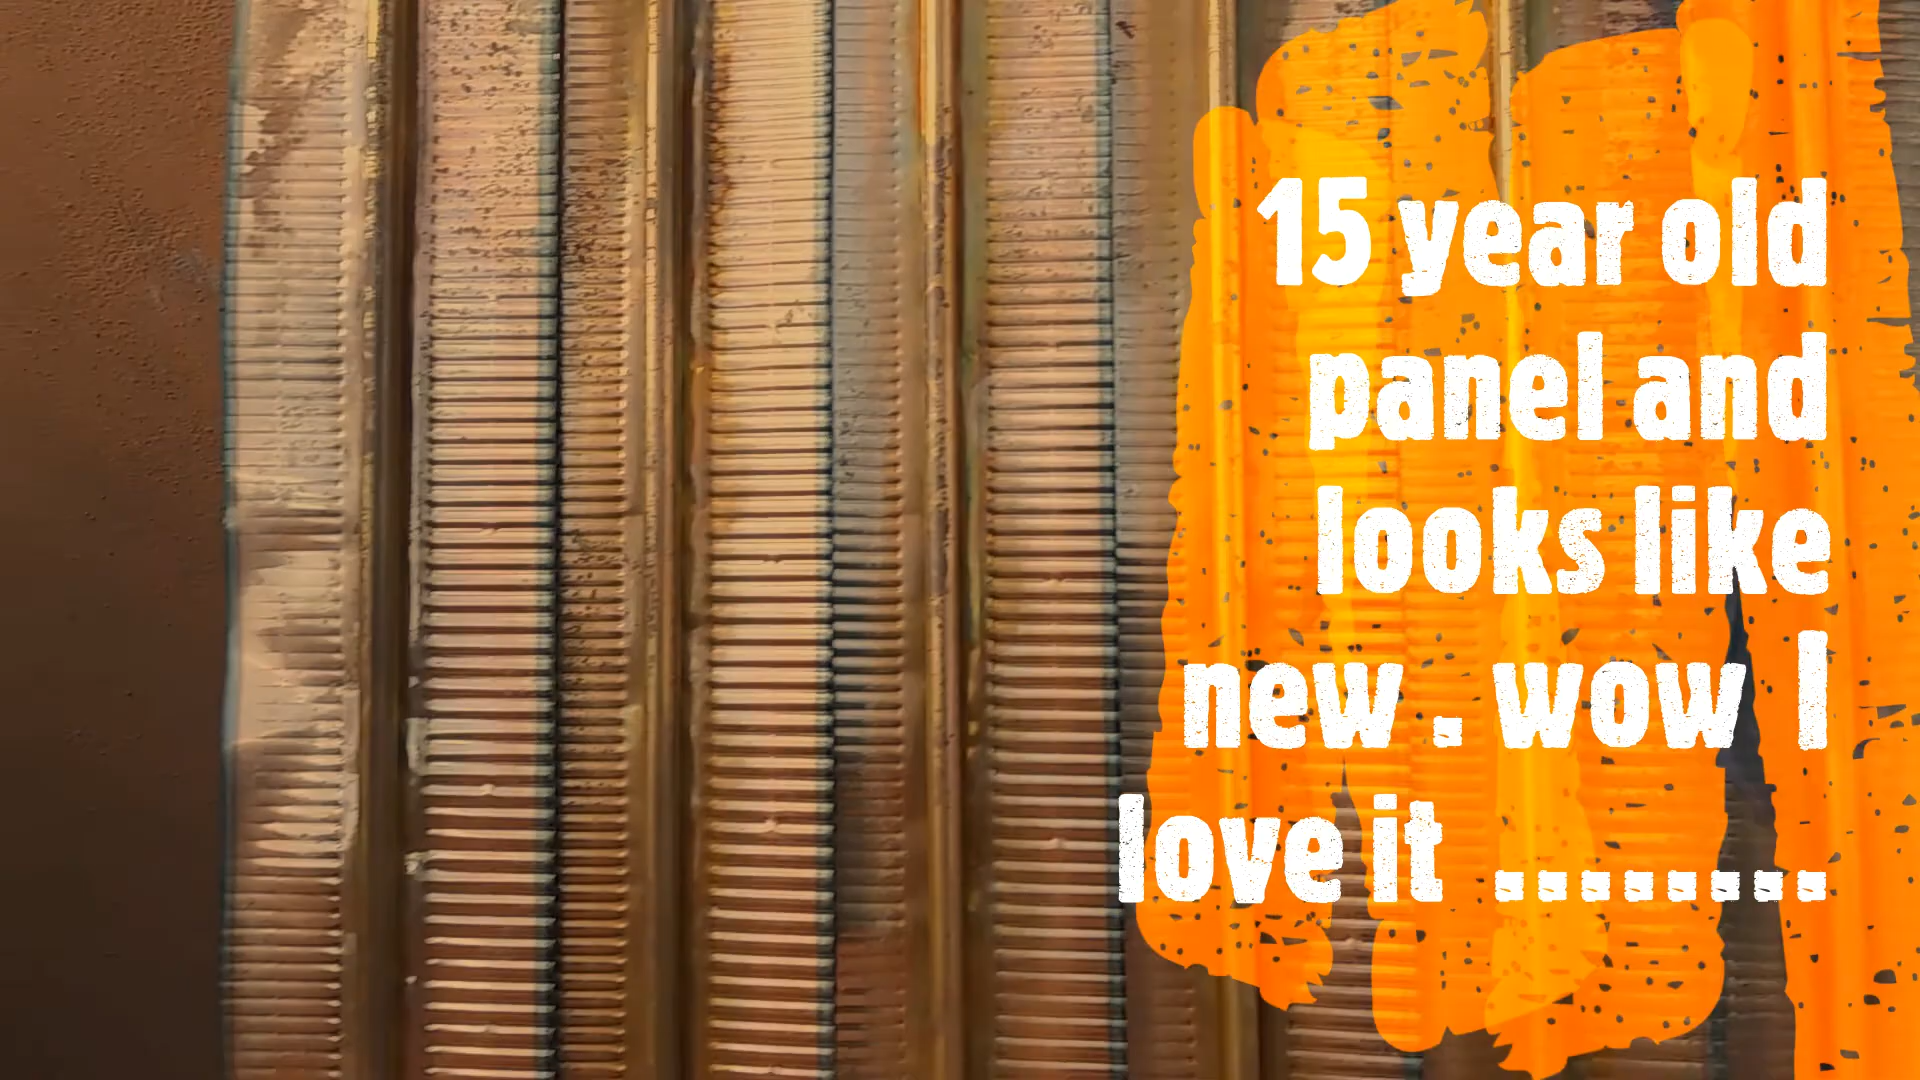 15 year old
panel and
looks like
new . wow I
love it ........